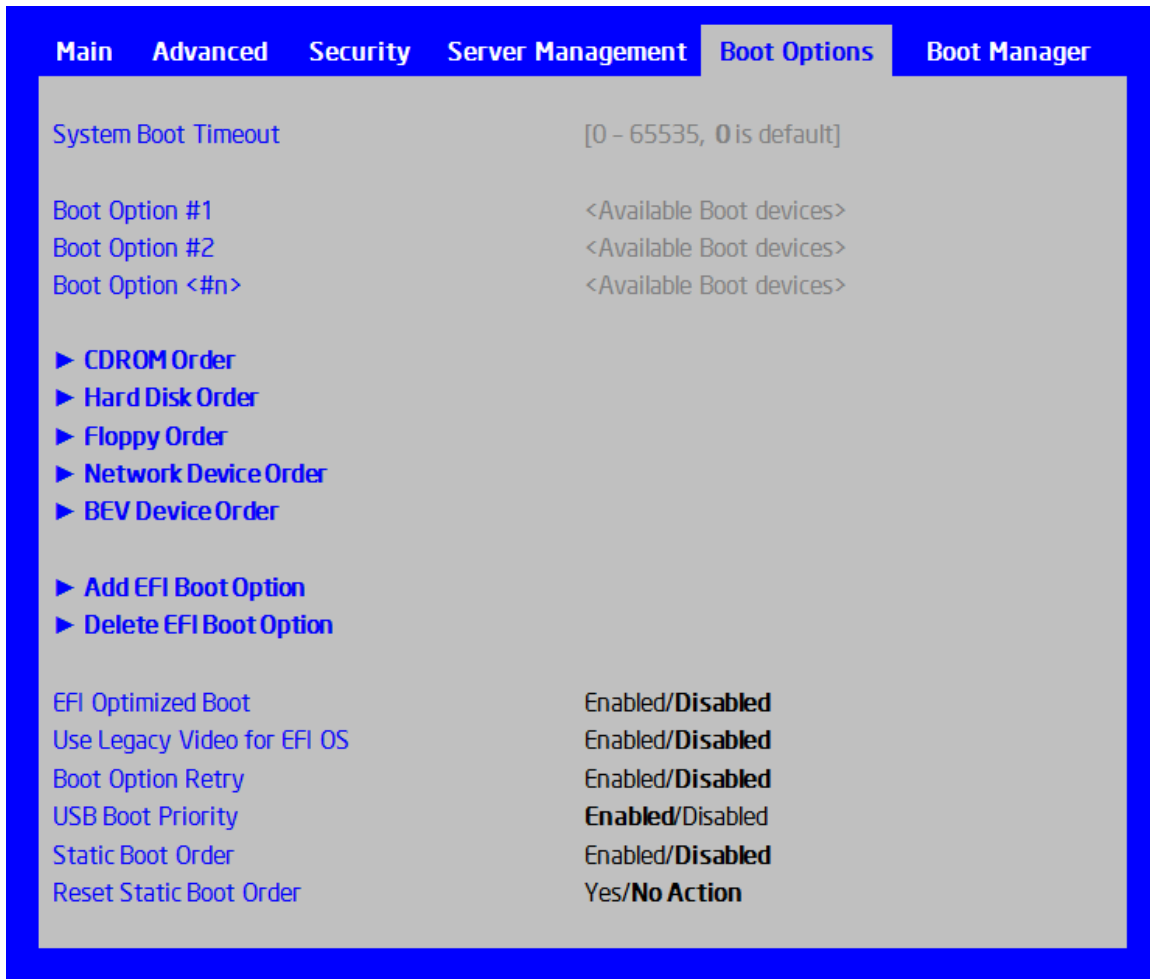 Main Advanced Security Server Management Boot Options Boot Manager
System Boot Timeout [0 – 65535, 0 is default]
Boot Option #1 <Available Boot devices>
Boot Option #2 <Available Boot devices>
Boot Option <#n> <Available Boot devices>
► CDROM Order
► Hard Disk Order
► Floppy Order
► Network Device Order
► BEV Device Order
► Add EFI Boot Option
► Delete EFI Boot Option
EFI Optimized Boot Enabled/Disabled
Use Legacy Video for EFI OS Enabled/Disabled
Boot Option Retry Enabled/Disabled
USB Boot Priority Enabled/Disabled
Static Boot Order Enabled/Disabled
Reset Static Boot Order Yes/No Action